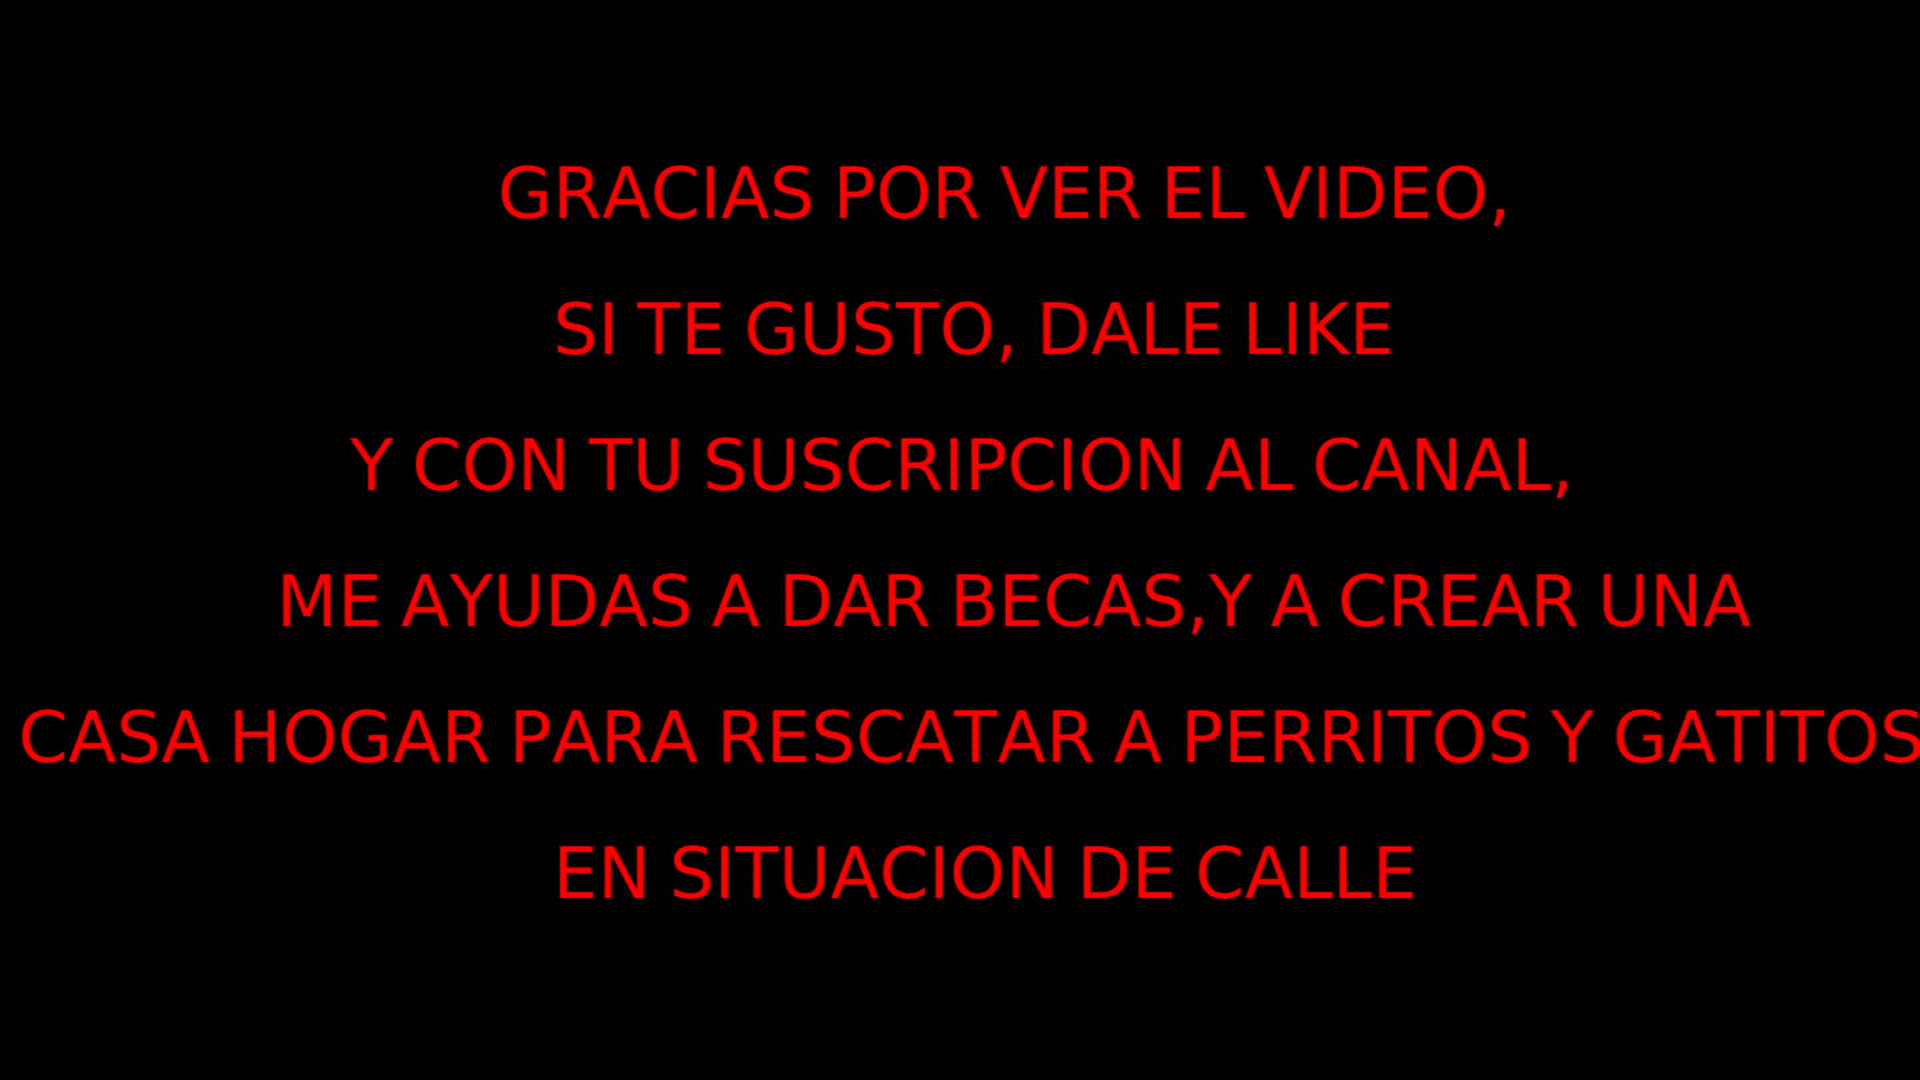 GRACIAS POR VER EL VIDEO,
SI TE GUSTO, DALE LIKE
Y CON TU SUSCRIPCION AL CANAL,
ME AYUDAS A DAR BECAS,Y A CREAR UNA
CASA HOGAR PARA RESCATAR A PERRITOS Y GATITOS
EN SITUACION DE CALLE